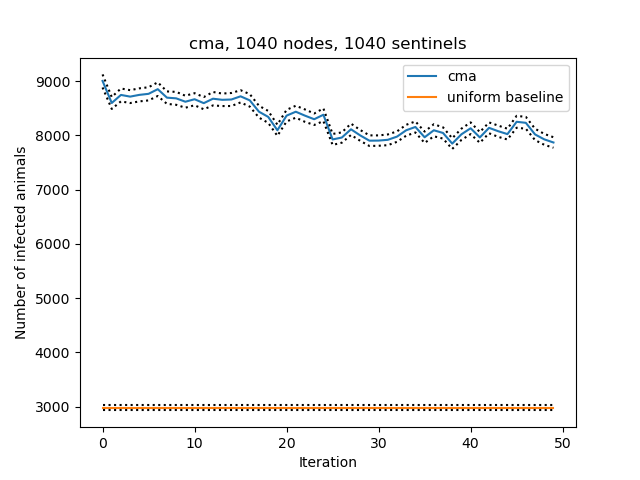 cma, 1040 nodes, 1040 sentinels
cma
uniform baseline
Number of infected animals
9000
8000
7000
6000
5000
4000
3000
0 10 20 30 40 50
Iteration